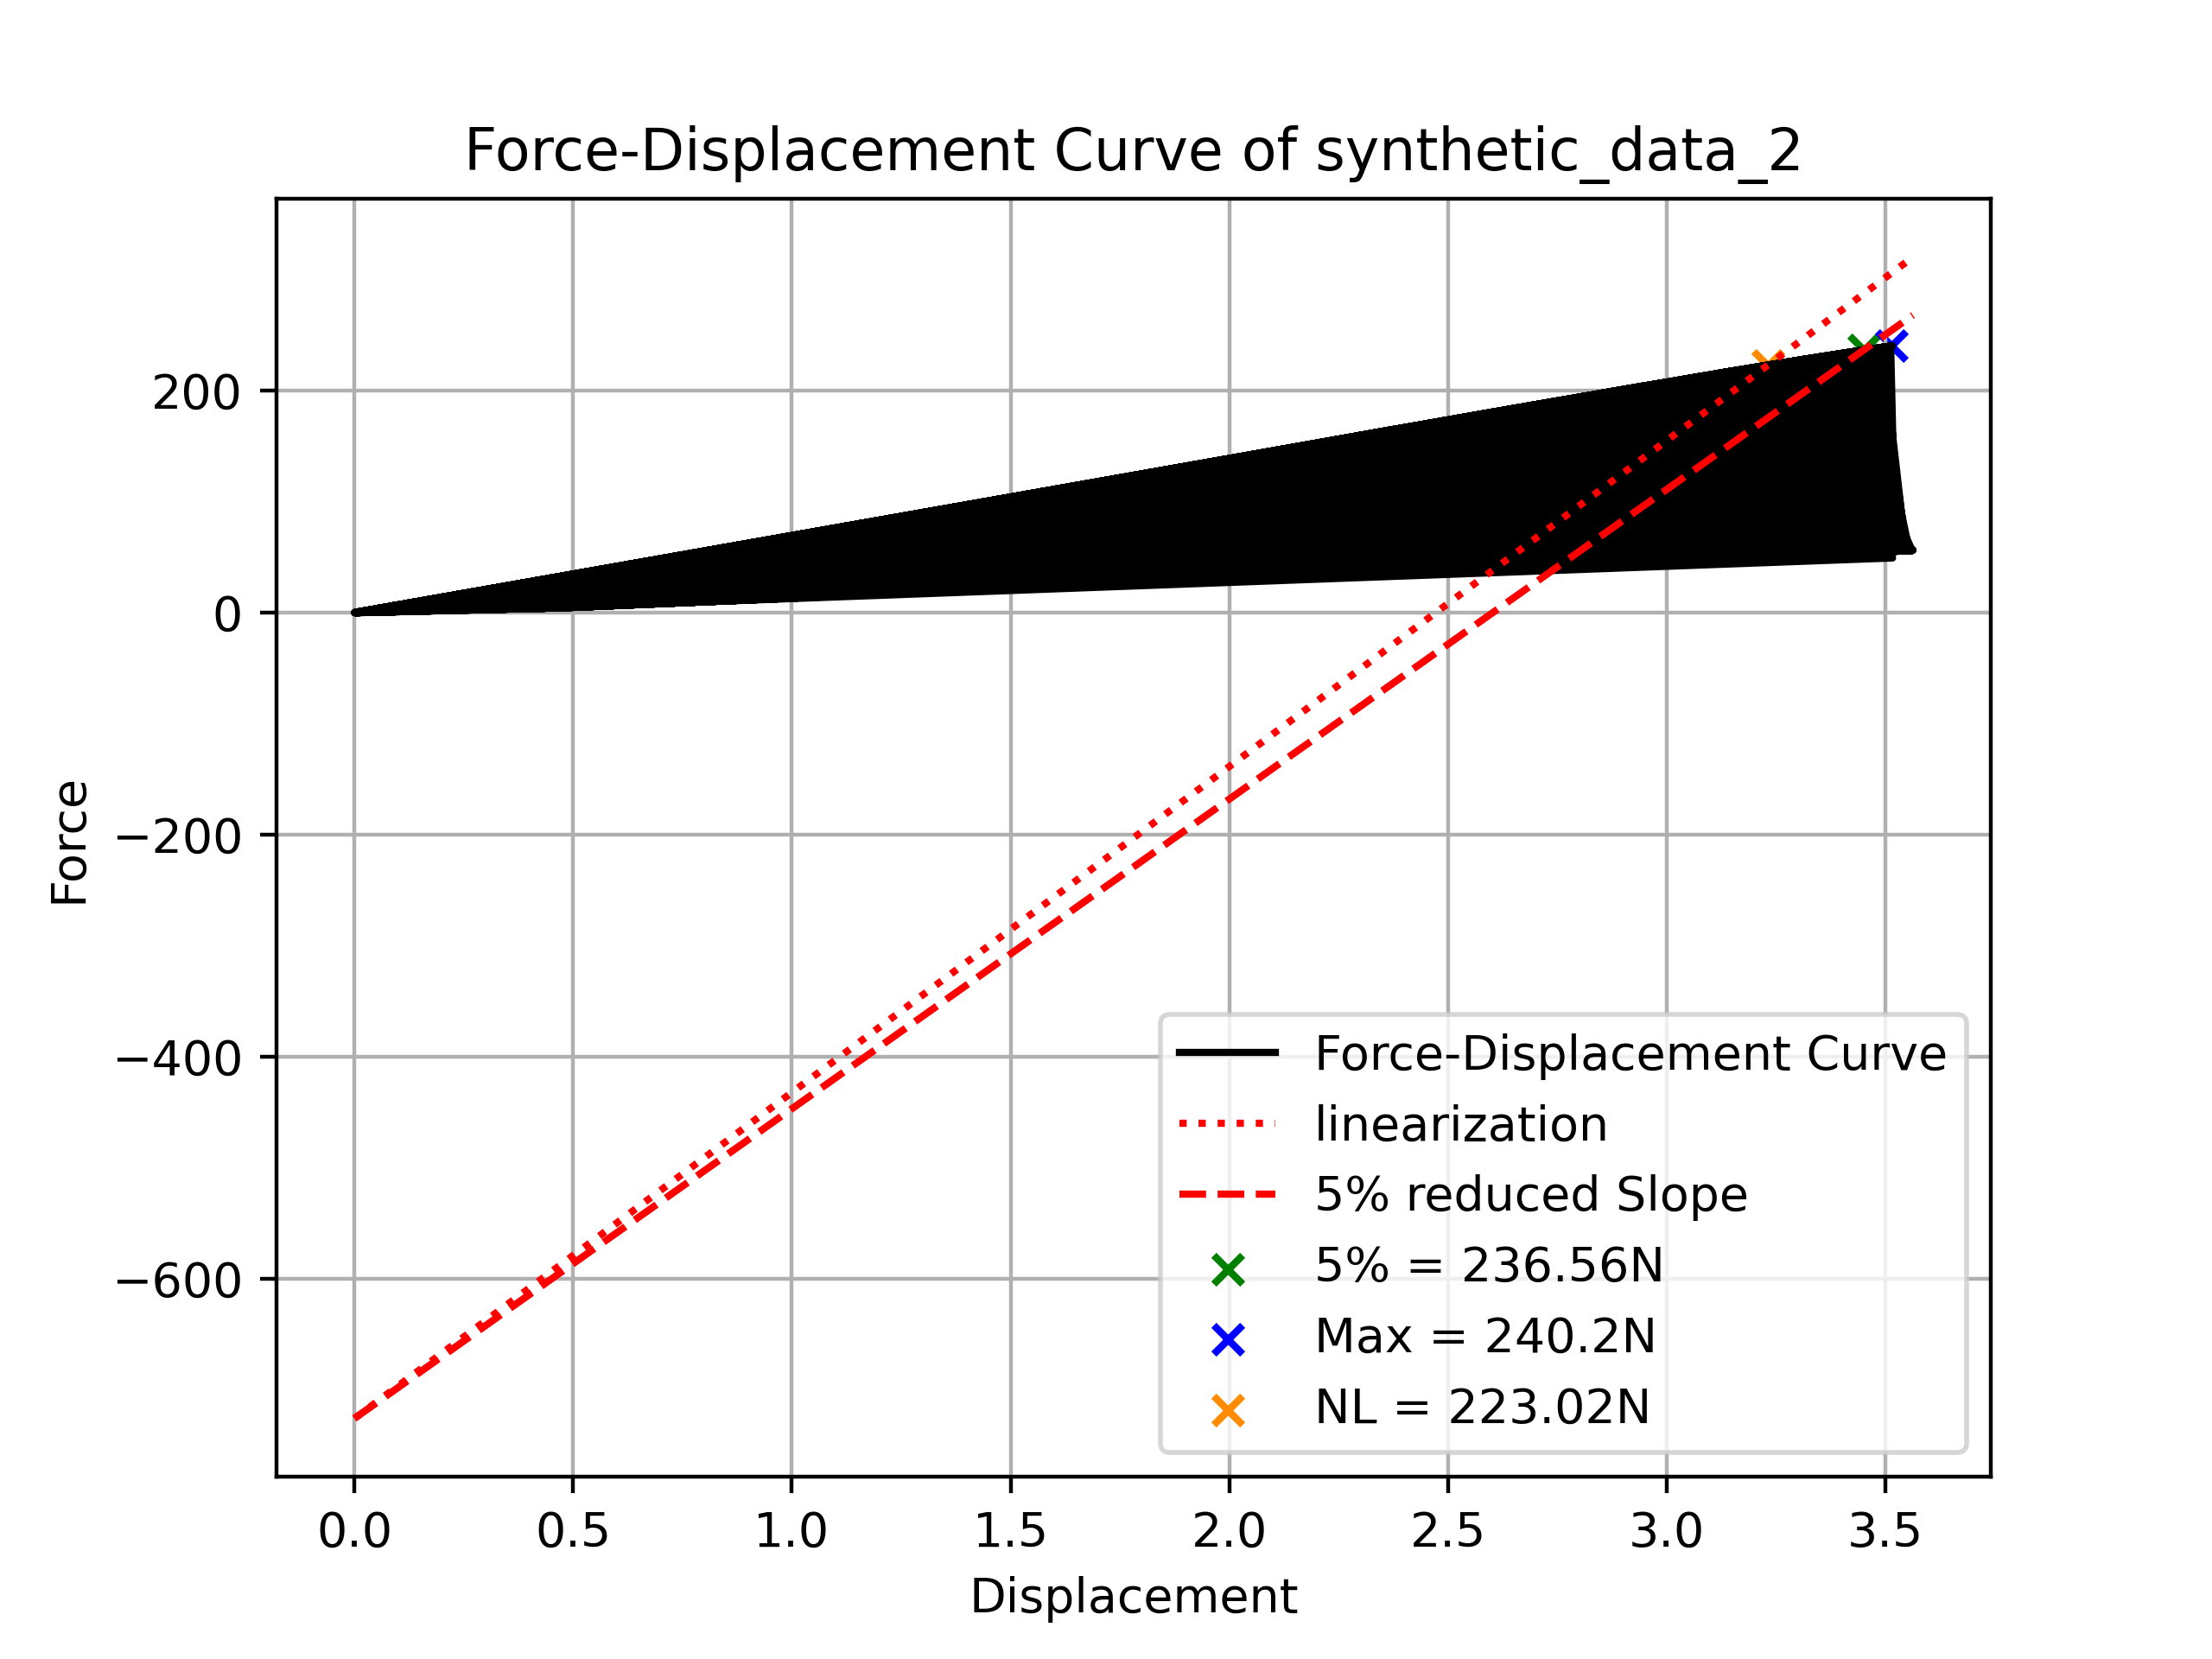 Force-Displacement Curve of synthetic_data_2
200
0
−200
−400
−600
Force
Force-Displacement Curve
linearization
5% reduced Slope
5% = 236.56N
Max = 240.2N
NL = 223.02N
0.0 0.5 1.0 1.5 2.0 2.5 3.0 3.5
Displacement